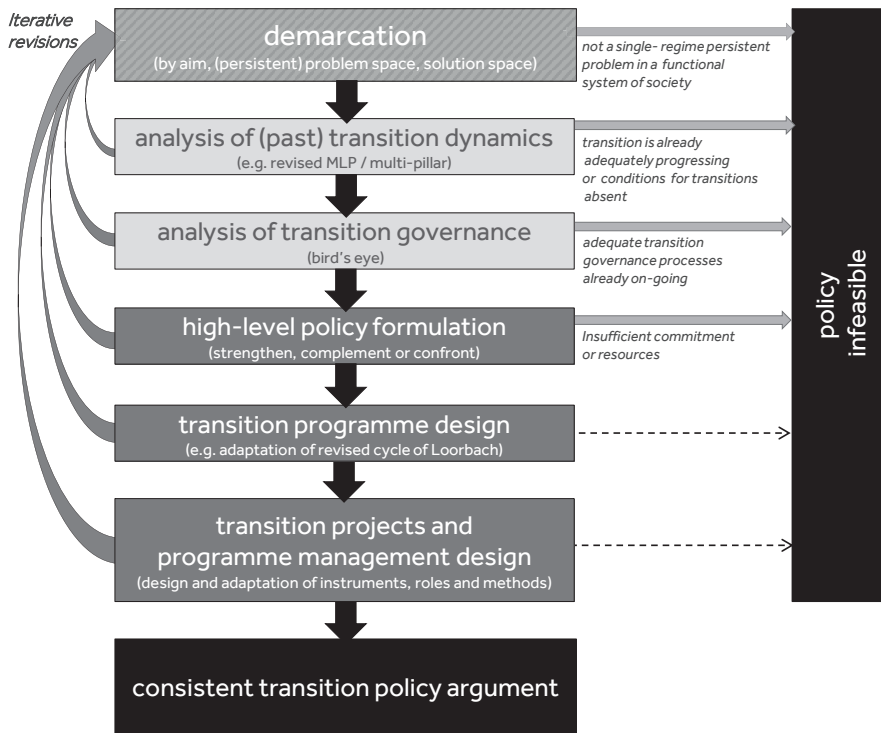 Iterative
revisions
demarcation
(by aim, (persistent) problem space, solution space)
not a single- regime persistent
problem in a functional
system of society
analysis of (past) transition dynamics
(e.g. revised MLP / multi-pillar)
transition is already
adequately progressing
or conditions for transitions
absent
analysis of transition governance
(bird's eye)
adequate transition
governance processes
already on-going
high-level policy formulation
(strengthen, complement or confront)
Insufficient commitment
or resources
transition programme design
(e.g. adaptation of revised cycle of Loorbach)
transition projects and
programme management design
(design and adaptation of instruments, roles and methods)
consistent transition policy argument
policy
infeasible